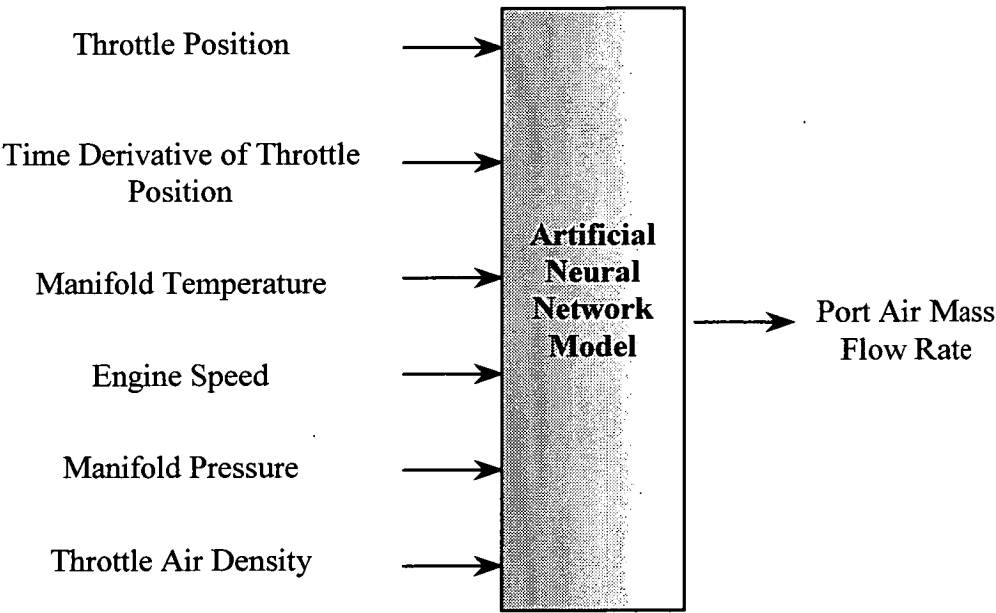 Throttle Position
Time Derivative of Throttle
Position
Manifold Temperature
Engine Speed
Manifold Pressure
Throttle Air Density
Artificial
Neural
Network
Model
Port Air Mass
Flow Rate